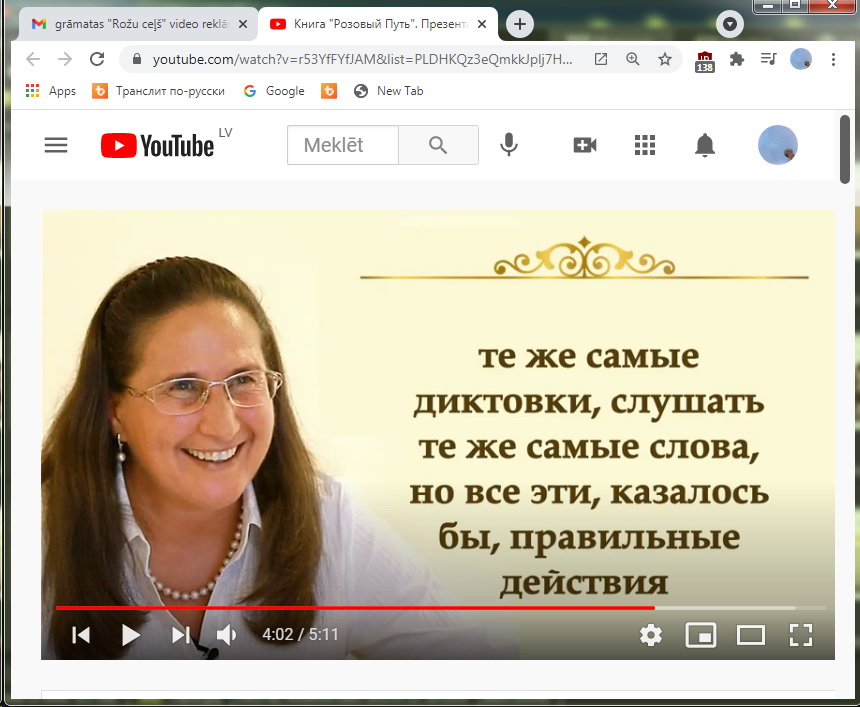 grāmatas "Rožu ceļš" video reklā
Книга "Розовый Путь". Презент
youtube.com/watch?v=r53YfFYfJAM&list=PLDHKQz3eQmkkJpIj7H...
138
Apps
Транслит по-русски
Google
New Tab
YouTube LV
Meklēt
те же самые
диктовки, слушать
те же самые слова,
но все эти, казалось
бы, правильные
действия
4:02 / 5:11